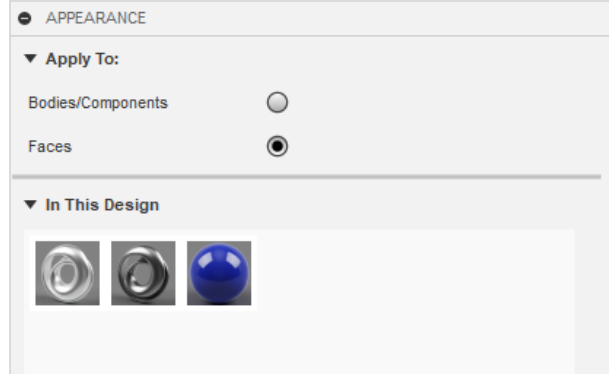 APPEARANCE
Apply To:
Bodies/Components
Faces
In This Design